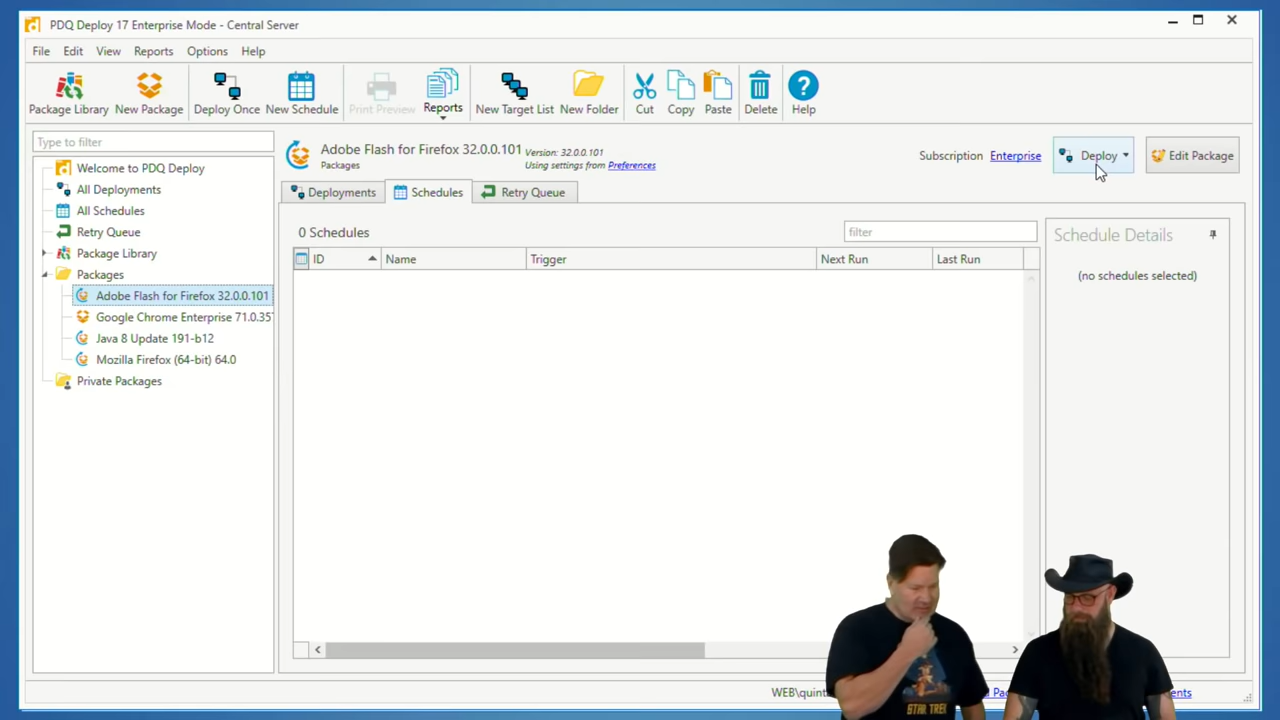 PDQ Deploy 17 Enterprise Mode - Central Server
File Edit View Reports Options Help
Package Library New Package Deploy Once New Schedule Print Preview Reports New Target List New Folder Cut Copy Paste Delete Help
Type to filter
Welcome to PDQ Deploy
All Deployments
All Schedules
Retry Queue
Package Library
Packages
Adobe Flash for Firefox 32.0.0.101
Google Chrome Enterprise 71.0.35
Java 8 Update 191-b12
Mozilla Firefox (64-bit) 64.0
Private Packages
Adobe Flash for Firefox 32.0.0.101 Version: 32.0.0.101
Packages Using settings from Preferences
Subscription Enterprise Deploy Edit Package
Deployments Schedules Retry Queue
0 Schedules filter
ID Name Trigger Next Run Last Run
Schedule Details
(no schedules selected)
STAR TREK